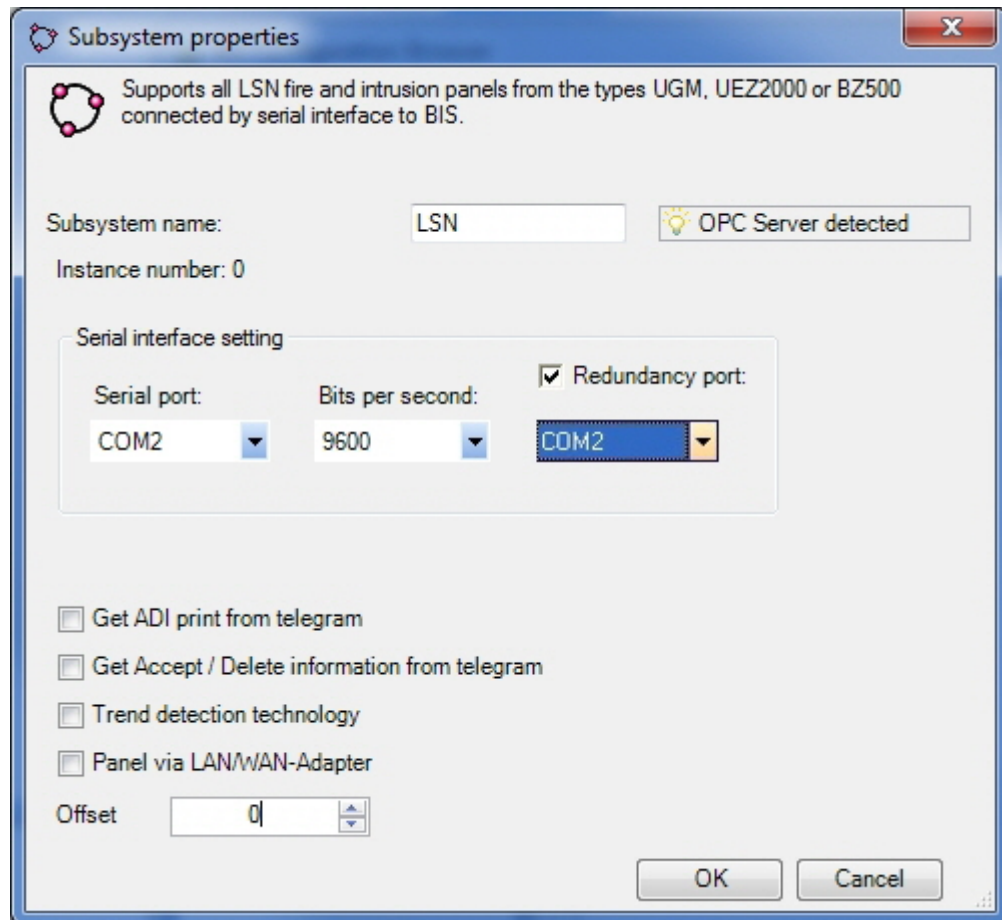 Subsystem properties
Supports all LSN fire and intrusion panels from the types UGM, UEZ2000 or BZ500
connected by serial interface to BIS.
Subsystem name:
LSN
OPC Server detected
Instance number: 0
Serial interface setting
Redundancy port:
Serial port:
Bits per second:
COM2
9600
COM2
Get ADI print from telegram
Get Accept / Delete information from telegram
Trend detection technology
Panel via LAN/WAN-Adapter
Offset
0
OK
Cancel